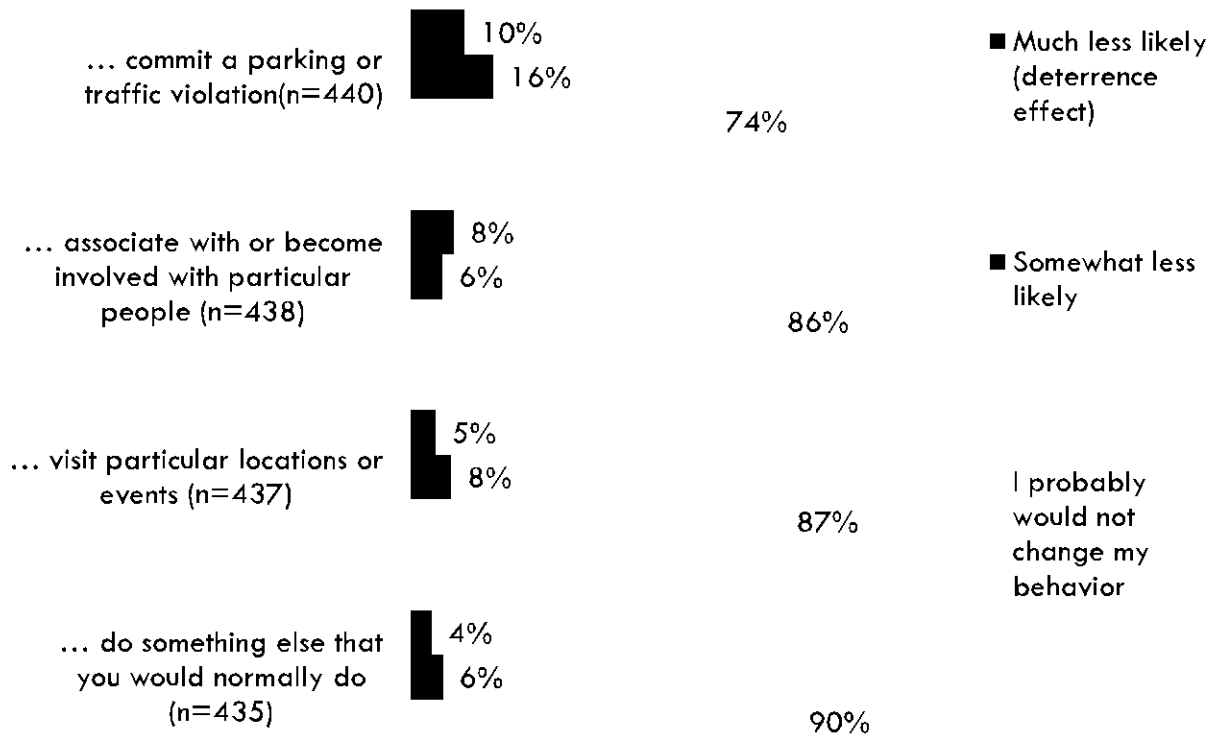 … commit a parking or
traffic violation(n=440)
10%
16%
74%
… associate with or become
involved with particular
people (n=438)
8%
6%
86%
… visit particular locations or
events (n=437)
5%
8%
87%
… do something else that
you would normally do
(n=435)
4%
6%
90%
Much less likely
(deterrence
effect)
Somewhat less
likely
I probably
would not
change my
behavior